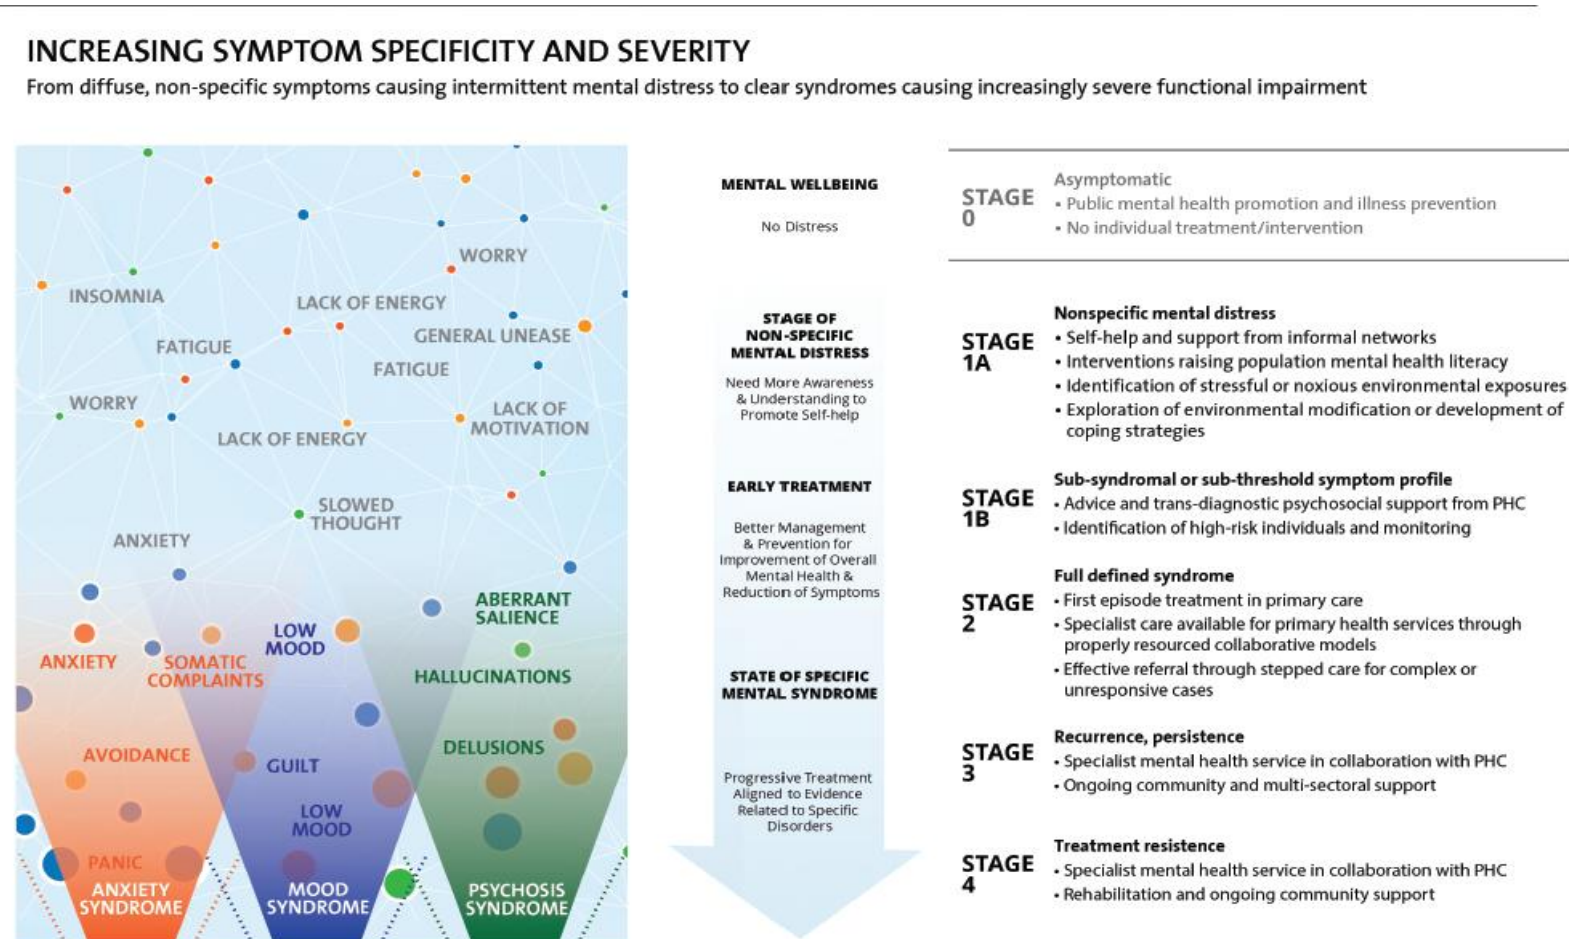 INCREASING SYMPTOM SPECIFICITY AND SEVERITY
From diffuse, non-specific symptoms causing intermittent mental distress to clear syndromes causing increasingly severe functional impairment
WORRY
INSOMNIA
LACK OF ENERGY
GENERAL UNEASE
FATIGUE
FATIGUE
WORRY
LACK OF
MOTIVATION
LACK OF ENERGY
SLOWED
THOUGHT
ANXIETY
ABERRANT
SALIENCE
LOW
MOOD
ANXIETY
SOMATIC
COMPLAINTS
HALLUCINATIONS
AVOIDANCE
DELUSIONS
GUILT
LOW
MOOD
PANIC
ANXIETY
SYNDROME
MOOD
SYNDROME
PSYCHOSIS
SYNDROME
MENTAL WELLBEING
No Distress
STAGE OF
NON-SPECIFIC
MENTAL DISTRESS
Need More Awareness
& Understanding to
Promote Self-help
EARLY TREATMENT
Better Management
& Prevention for
Improvement of Overall
Mental Health &
Reduction of Symptoms
STATE OF SPECIFIC
MENTAL SYNDROME
Progressive Treatment
Aligned to Evidence
Related to Specific
Disorders
STAGE
0
Asymptomatic
• Public mental health promotion and illness prevention
• No individual treatment/intervention
STAGE
1A
Nonspecific mental distress
• Self-help and support from informal networks
• Interventions raising population mental health literacy
• Identification of stressful or noxious environmental exposures
• Exploration of environmental modification or development of
coping strategies
STAGE
1B
Sub-syndromal or sub-threshold symptom profile
• Advice and trans-diagnostic psychosocial support from PHC
• Identification of high-risk individuals and monitoring
STAGE
2
Full defined syndrome
• First episode treatment in primary care
• Specialist care available for primary health services through
properly resourced collaborative models
• Effective referral through stepped care for complex or
unresponsive cases
STAGE
3
Recurrence, persistence
• Specialist mental health service in collaboration with PHC
• Ongoing community and multi-sectoral support
STAGE
4
Treatment resistance
• Specialist mental health service in collaboration with PHC
• Rehabilitation and ongoing community support